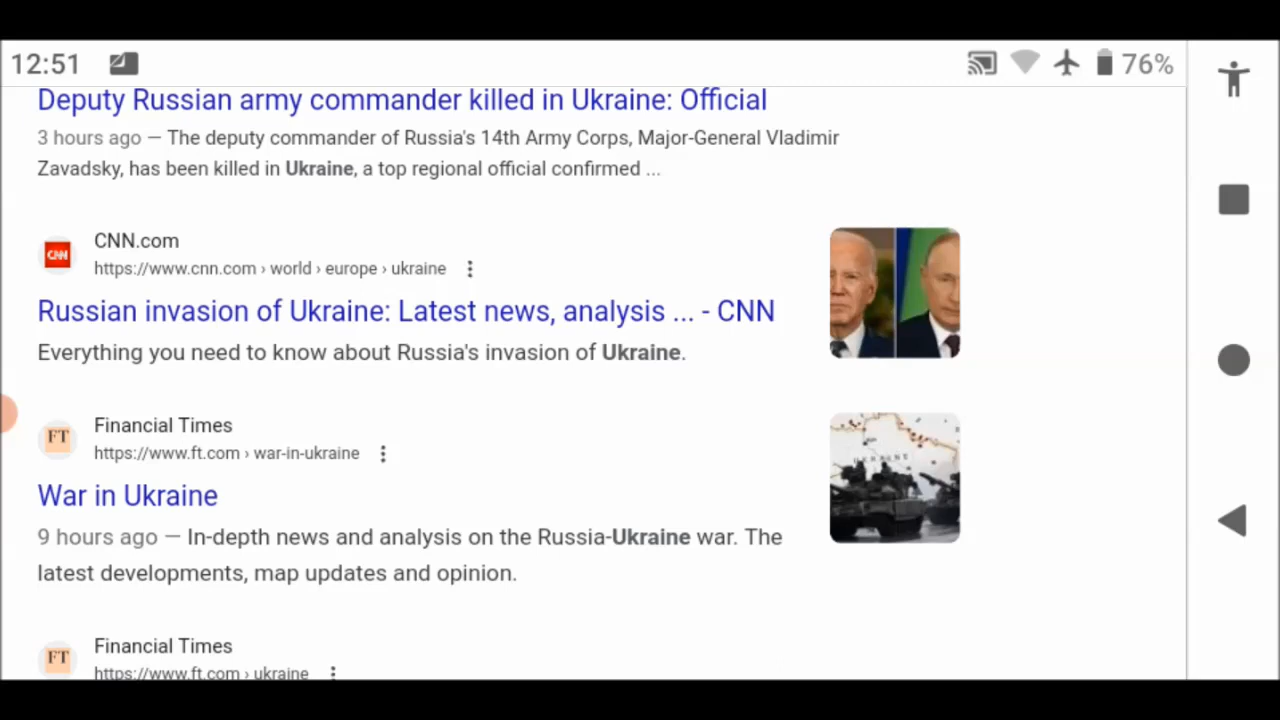 12:51
76%
Deputy Russian army commander killed in Ukraine: Official
3 hours ago — The deputy commander of Russia's 14th Army Corps, Major-General Vladimir
Zavadsky, has been killed in Ukraine, a top regional official confirmed ...
CNN
CNN.com
https://www.cnn.com › world › europe › ukraine
Russian invasion of Ukraine: Latest news, analysis ... - CNN
Everything you need to know about Russia's invasion of Ukraine.
FT
Financial Times
https://www.ft.com › war-in-ukraine
War in Ukraine
9 hours ago — In-depth news and analysis on the Russia-Ukraine war. The
latest developments, map updates and opinion.
UKRAINE
FT
Financial Times
https://www.ft.com › ukraine